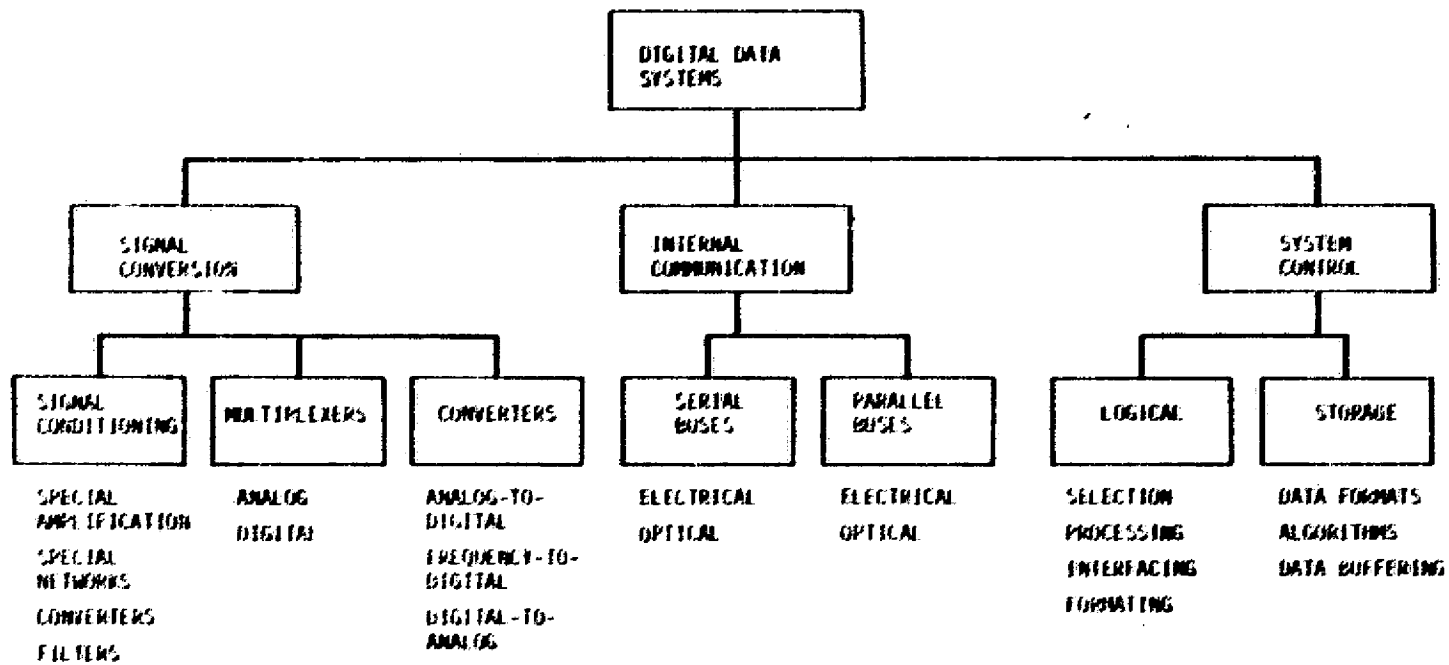 DIGITAL DATA
SYSTEMS
SIGNAL
CONVERSION
INTERNAL
COMMUNICATION
SYSTEM
CONTROL
SIGNAL
CONDITIONING
MULTIPLEXERS
CONVERTERS
SERIAL
BUSES
PARALLEL
BUSES
LOGICAL
STORAGE
SPECIAL
AMPLIFICATION
SPECIAL
NETWORKS
CONVERTERS
FILTERS
ANALOG
DIGITAL
ANALOG-TO-
DIGITAL
FREQUENCY-TO-
DIGITAL
DIGITAL-TO-
ANALOG
ELECTRICAL
OPTICAL
ELECTRICAL
OPTICAL
SELECTION
PROCESSING
INTERFACING
FORMATING
DATA FORMATS
ALGORITHMS
DATA BUFFERING